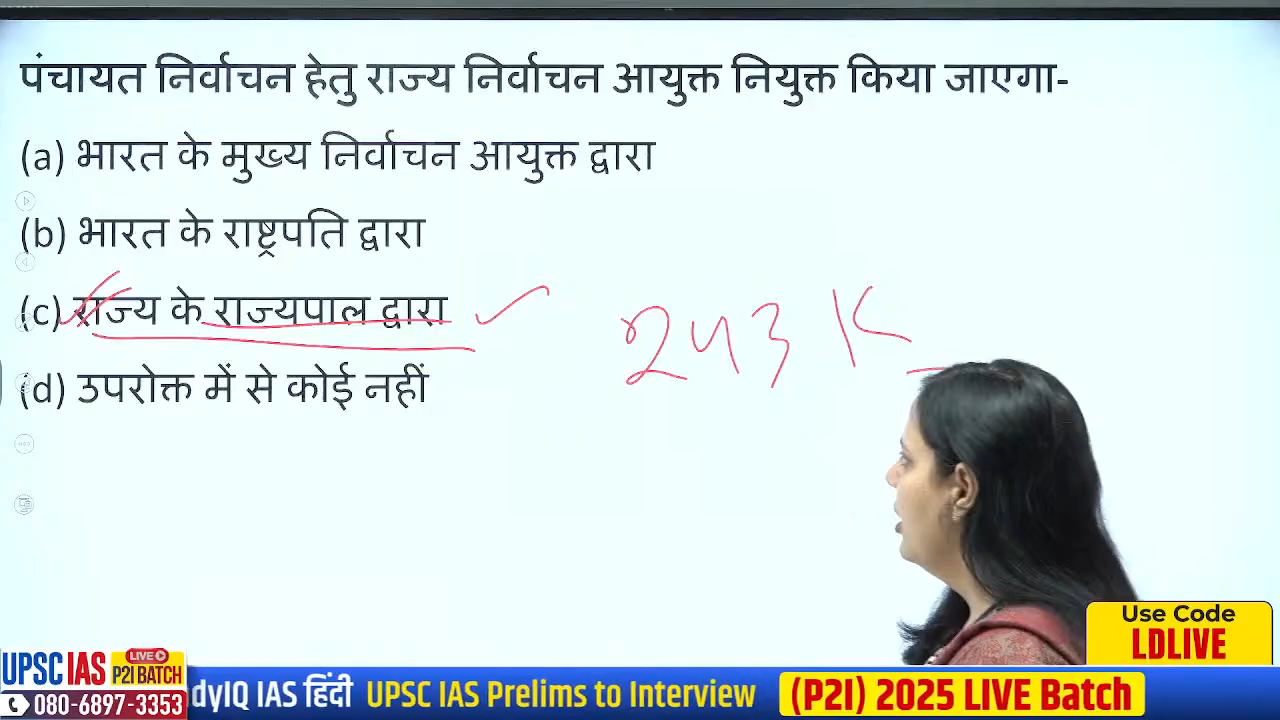 पंचायत निर्वाचन हेतु राज्य निर्वाचन आयुक्त नियुक्त किया जाएगा-
(a) भारत के मुख्य निर्वाचन आयुक्त द्वारा
(b) भारत के राष्ट्रपति द्वारा
(c) राज्य के राज्यपाल द्वारा
243 K
(d) उपरोक्त में से कोई नहीं
Use Code
LDLIVE
LIVE
UPSC IAS P2I BATCH
080-6897-3353
dyIQ IAS हिंदी UPSC IAS Prelims to Interview (P2I) 2025 LIVE Batch